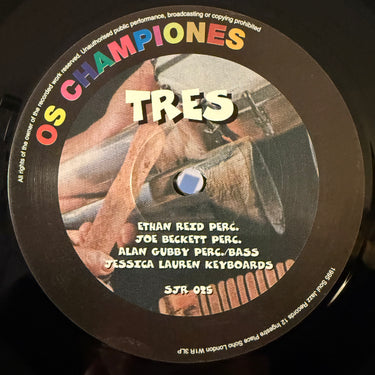 All rights of the owner of the recorded work reserved. Unauthorised public performance, broadcasting or copying prohibited
OS CHAMPIONES
TRES
ETHAN REID PERC.
JOE BECKETT PERC.
ALAN GUBBY PERC./BASS
JESSICA LAUREN KEYBOARDS
SJR 025
1995 Soul Jazz Records 12 Ingestre Place Soho London W1R 3LP